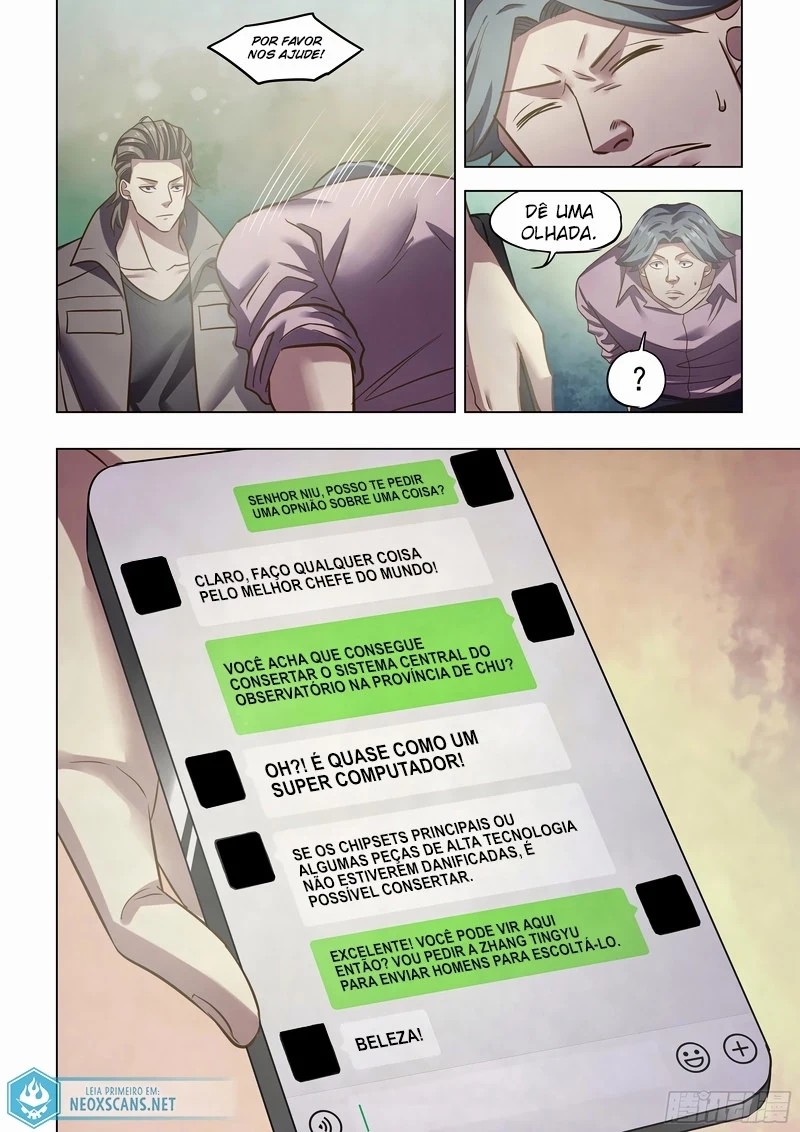 POR FAVOR
NOS AJUDE!
DÊ UMA
OLHADA.
?
SENHOR NIU, POSSO TE PEDIR
UMA OPNIÃO SOBRE UMA COISA?
CLARO, FAÇO QUALQUER COISA
PELO MELHOR CHEFE DO MUNDO!
VOCÊ ACHA QUE CONSEGUE
CONSERTAR O SISTEMA CENTRAL DO
OBSERVATÓRIO NA PROVÍNCIA DE CHU?
OH?! É QUASE COMO UM
SUPER COMPUTADOR!
SE OS CHIPSETS PRINCIPAIS OU
ALGUMAS PEÇAS DE ALTA TECNOLOGIA
NÃO ESTIVEREM DANIFICADAS, É
POSSÍVEL CONSERTAR.
EXCELENTE! VOCÊ PODE VIR AQUI
ENTÃO? VOU PEDIR A ZHANG TINGYU
PARA ENVIAR HOMENS PARA ESCOLTÁ-LO.
BELEZA!
LEIA PRIMEIRO EM:
NEOXSCANS.NET
腾讯动漫